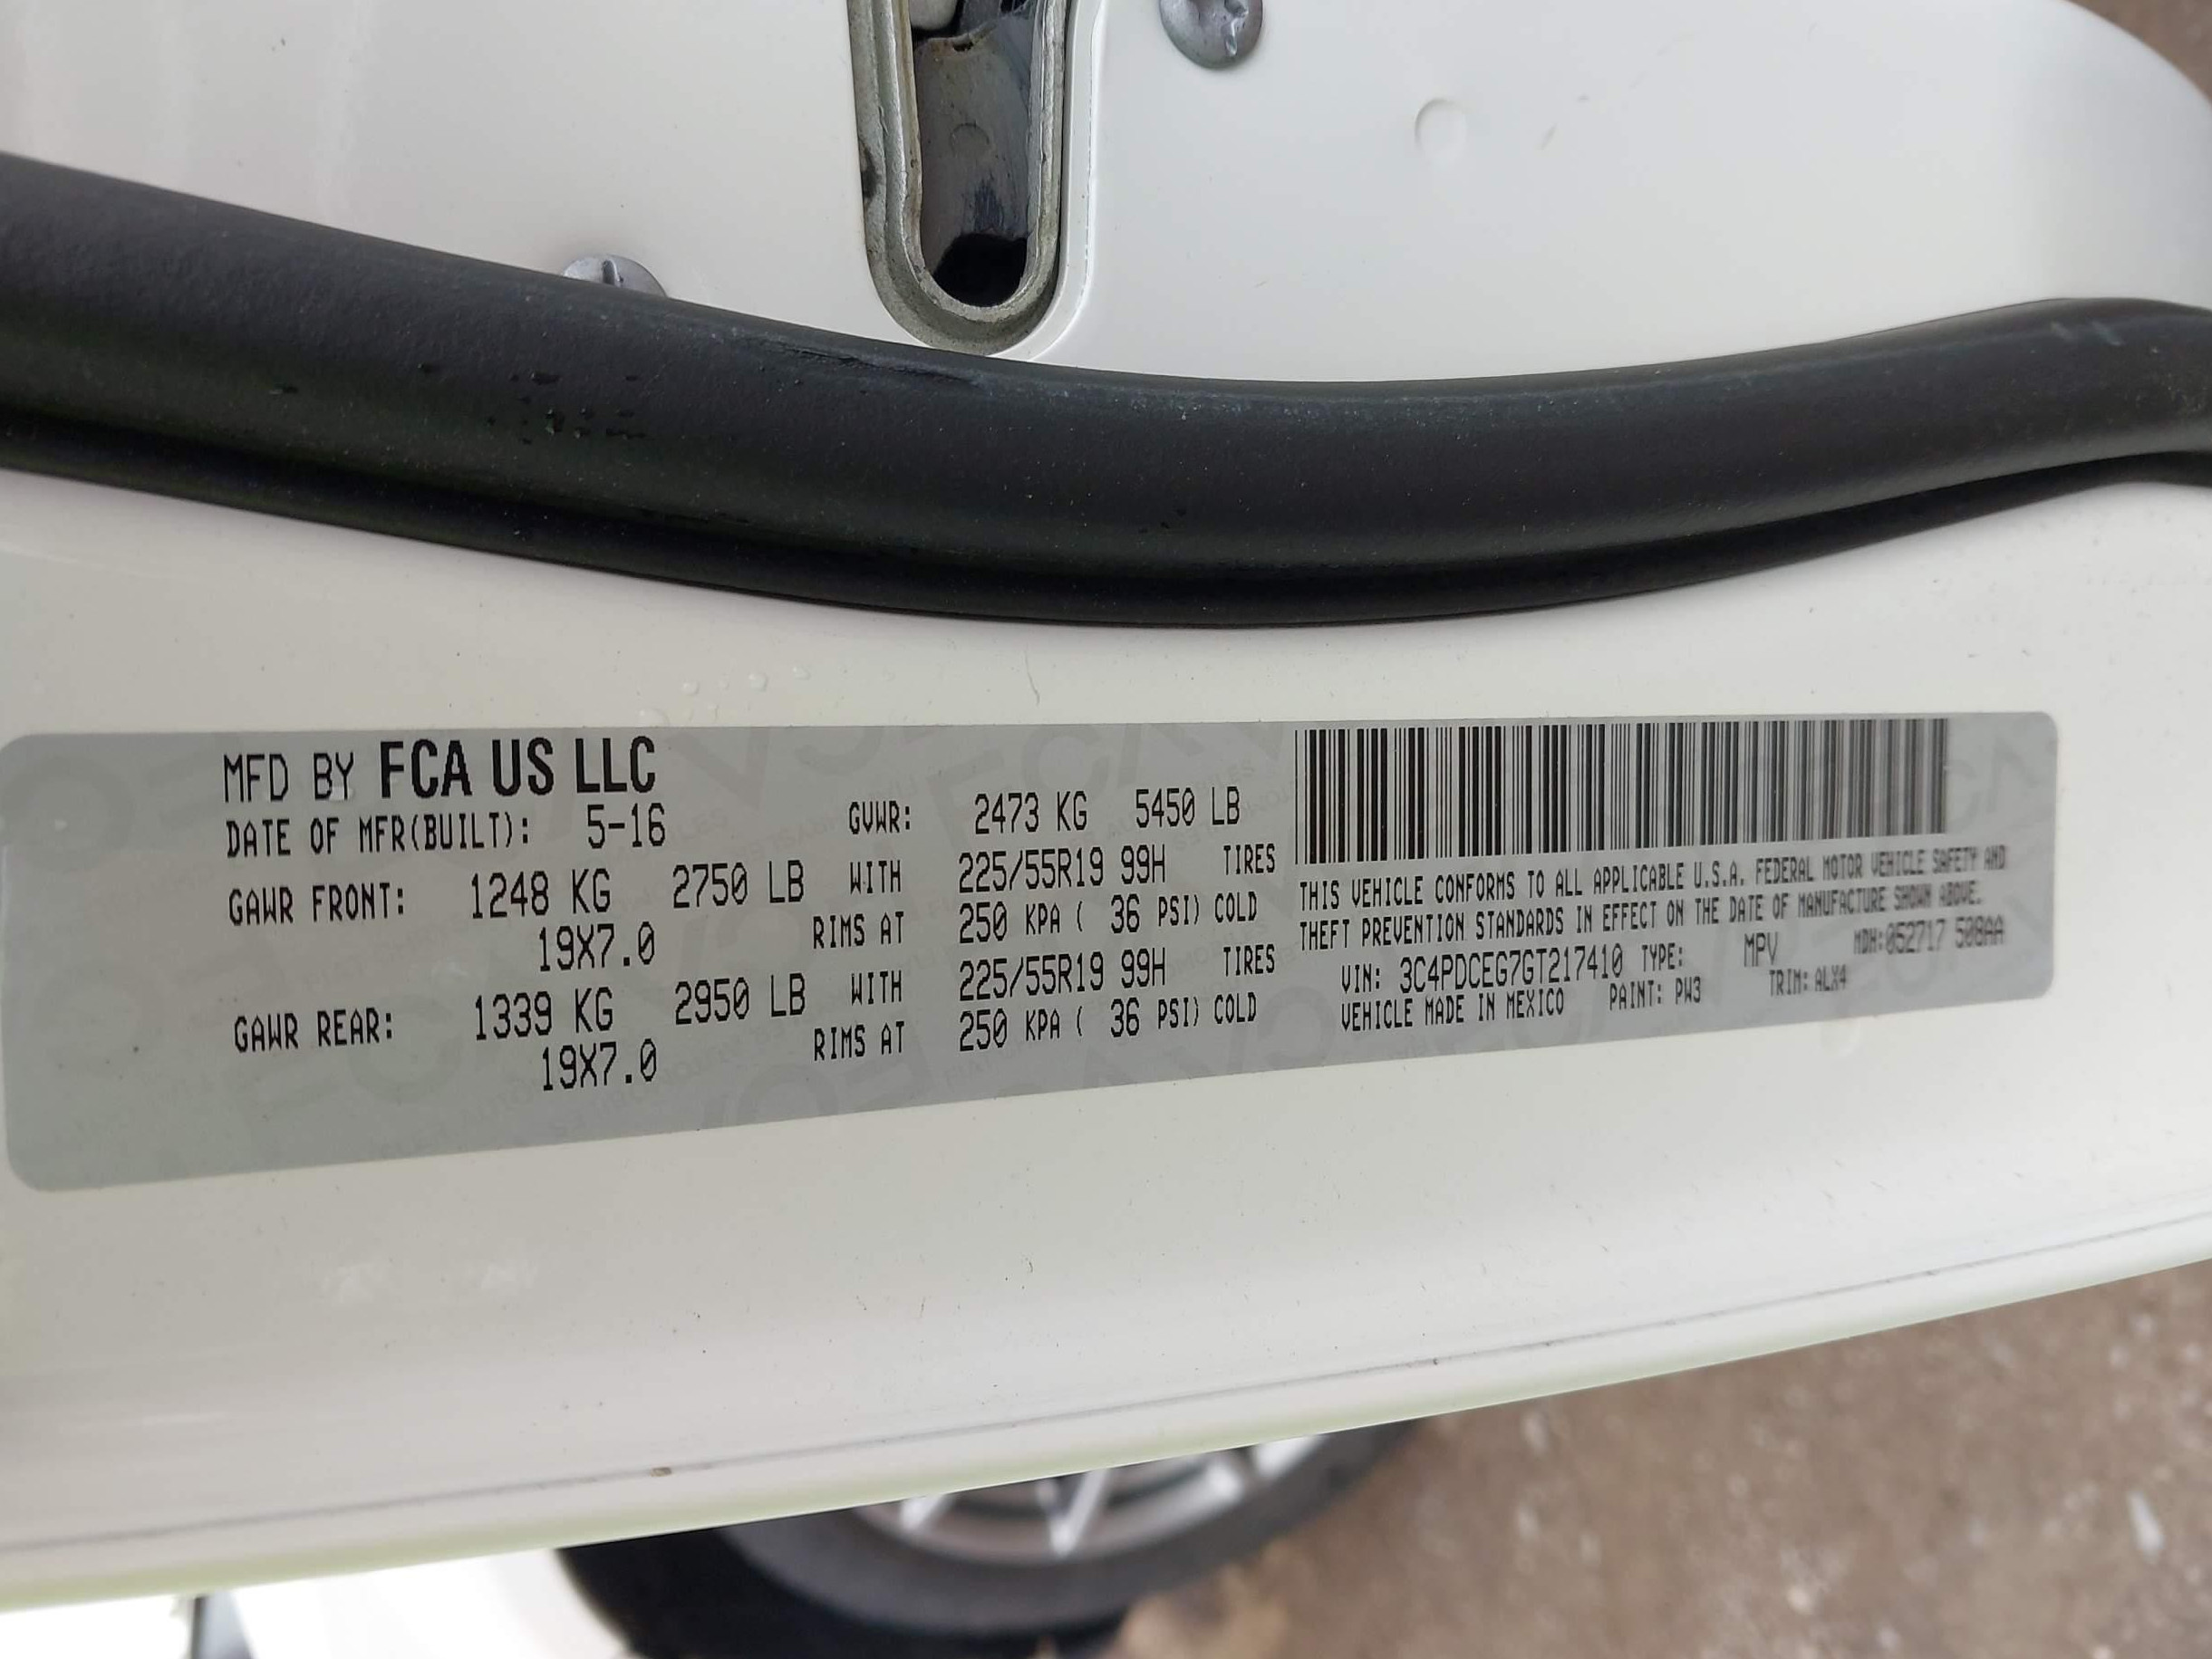 MFD BY FCA US LLC
DATE OF MFR(BUILT): 5-16 GVWR: 2473 KG 5450 LB
GAWR FRONT: 1248 KG 2750 LB WITH 225/55R19 99H TIRES
19X7.0 RIMS AT 250 KPA ( 36 PSI) COLD
GAWR REAR: 1339 KG 2950 LB WITH 225/55R19 99H TIRES
19X7.0 RIMS AT 250 KPA ( 36 PSI) COLD
THIS VEHICLE CONFORMS TO ALL APPLICABLE U.S.A. FEDERAL MOTOR VEHICLE SAFETY AND
THEFT PREVENTION STANDARDS IN EFFECT ON THE DATE OF MANUFACTURE SHOWN ABOVE.
VIN: 3C4PDCEG7GT217410 TYPE: MPV MDH:052717 508AA
VEHICLE MADE IN MEXICO PAINT: PW3 TRIM: ALX4